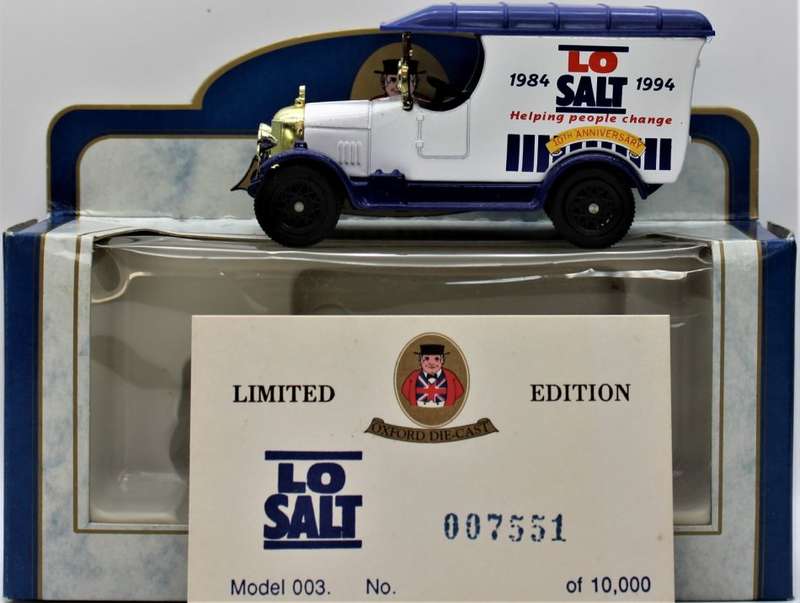 LO
1984 SALT 1994
Helping people change
10TH ANNIVERSARY
LIMITED EDITION
OXFORD DIE-CAST
LO
SALT
007551
Model 003. No. of 10,000